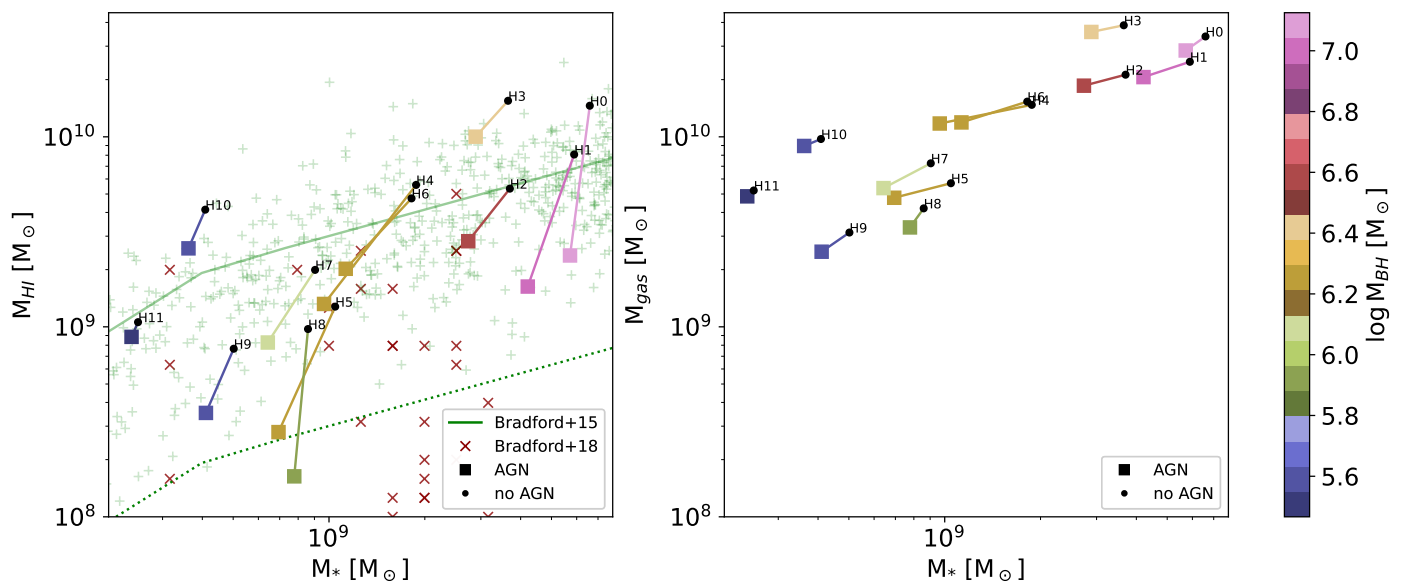 M_HI [M_⊙]
10^10
10^9
10^8
H0
H1
H2
H3
H4
H6
H10
H7
H5
H8
H11
H9
Bradford+15
Bradford+18
AGN
no AGN
10^9
M_* [M_⊙]
M_gas [M_⊙]
10^10
10^9
10^8
H3
H0
H1
H2
H6
H4
H10
H7
H5
H11
H8
H9
AGN
no AGN
10^9
M_* [M_⊙]
7.0
6.8
6.6
6.4
6.2
6.0
5.8
5.6
log M_BH [M_⊙]